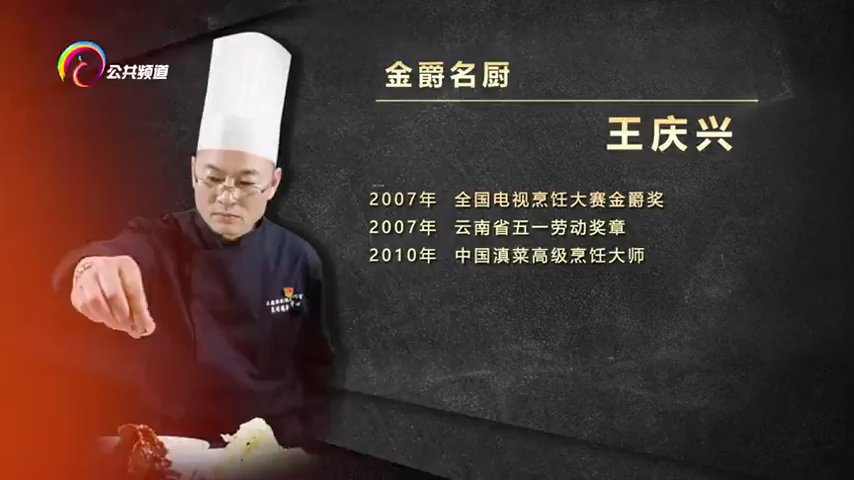 公共频道
金爵名厨
王庆兴
2007年 全国电视烹饪大赛金爵奖
2007年 云南省五一劳动奖章
2010年 中国滇菜高级烹饪大师